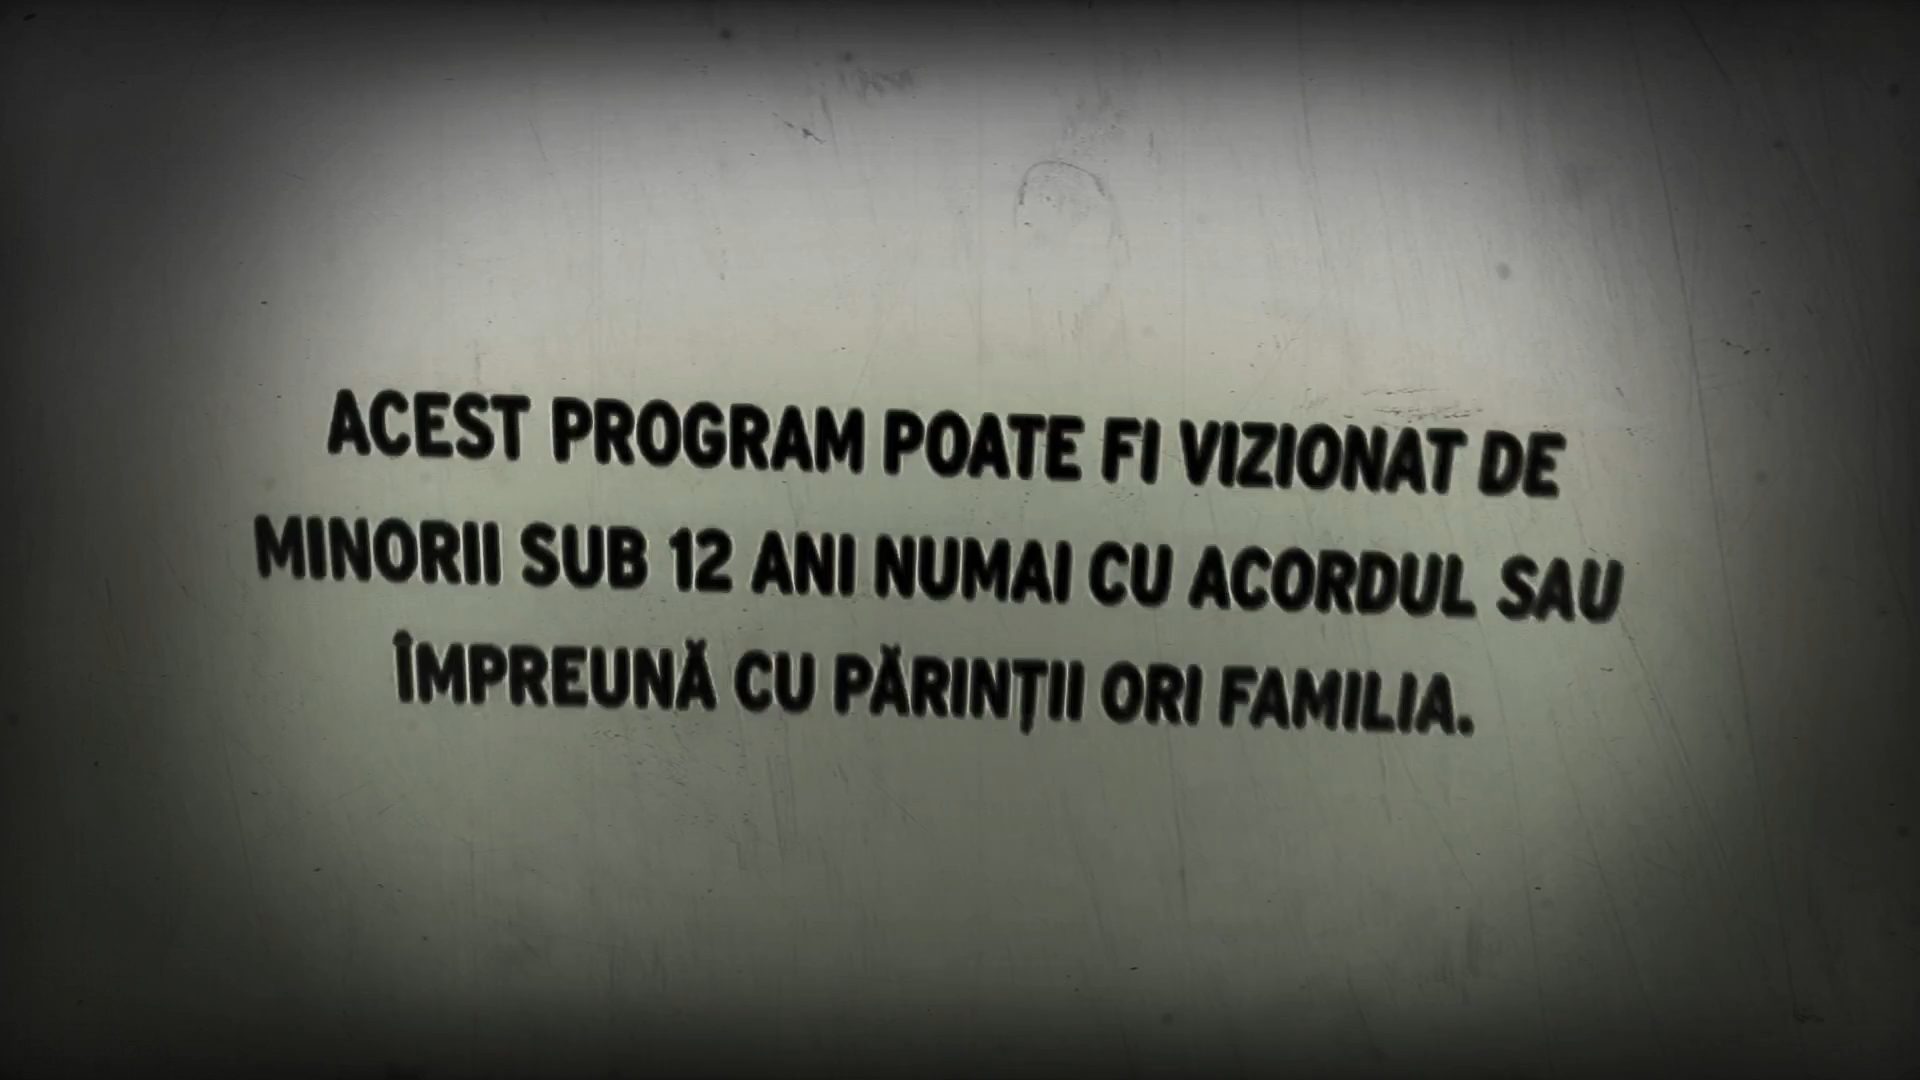 ACEST PROGRAM POATE FI VIZIONAT DE
MINORII SUB 12 ANI NUMAI CU ACORDUL SAU
ÎMPREUNĂ CU PĂRINȚII ORI FAMILIA.